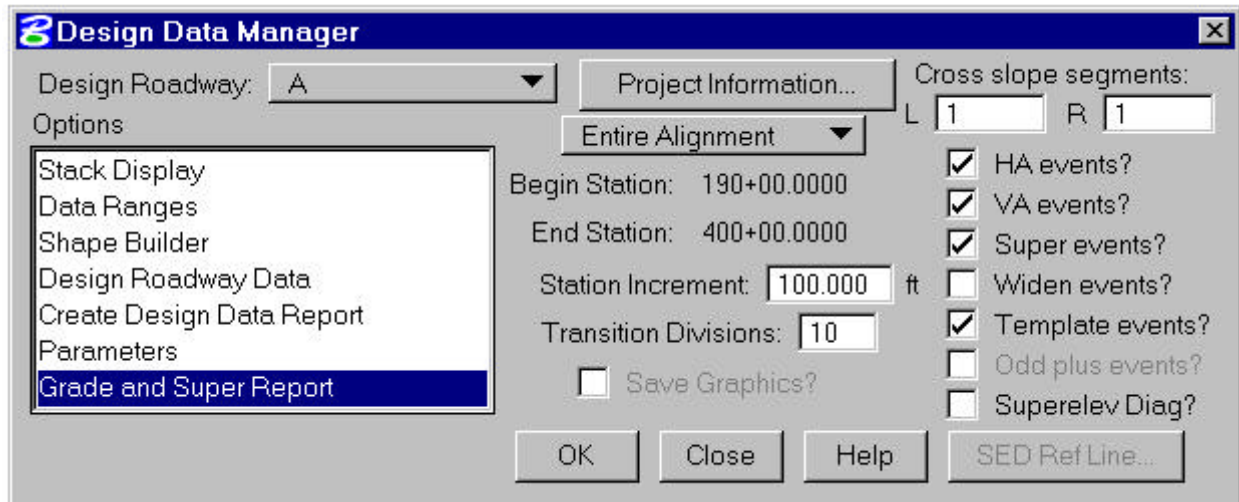 Design Data Manager
Design Roadway: A
Project Information...
Cross slope segments:
L 1 R 1
Options
Entire Alignment
Stack Display
Data Ranges
Shape Builder
Design Roadway Data
Create Design Data Report
Parameters
Grade and Super Report
Begin Station: 190+00.0000
End Station: 400+00.0000
Station Increment: 100.000 ft
Transition Divisions: 10
Save Graphics?
HA events?
VA events?
Super events?
Widen events?
Template events?
Odd plus events?
Superelev Diag?
OK
Close
Help
SED Ref Line...